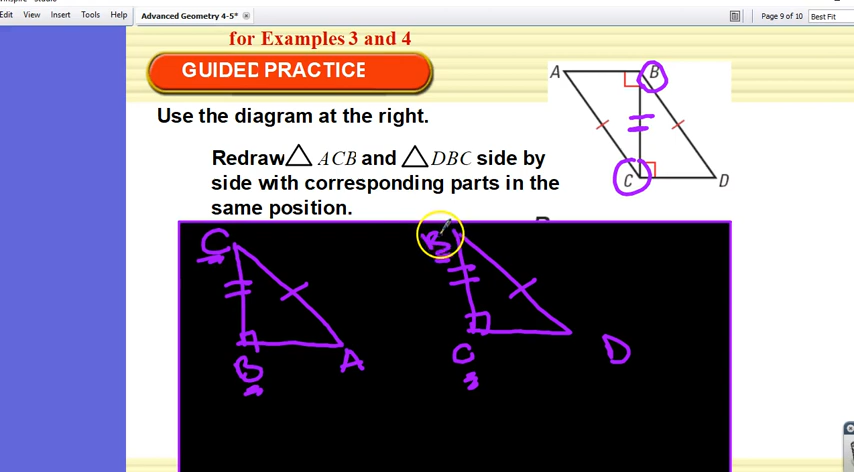 Edit View Insert Tools Help Advanced Geometry 4-5* Page 9 of 10 Best Fit
for Examples 3 and 4
GUIDED PRACTICE
A B
Use the diagram at the right.
Redraw △ ACB and △ DBC side by
side with corresponding parts in the
same position.
C D
C B
B A C D